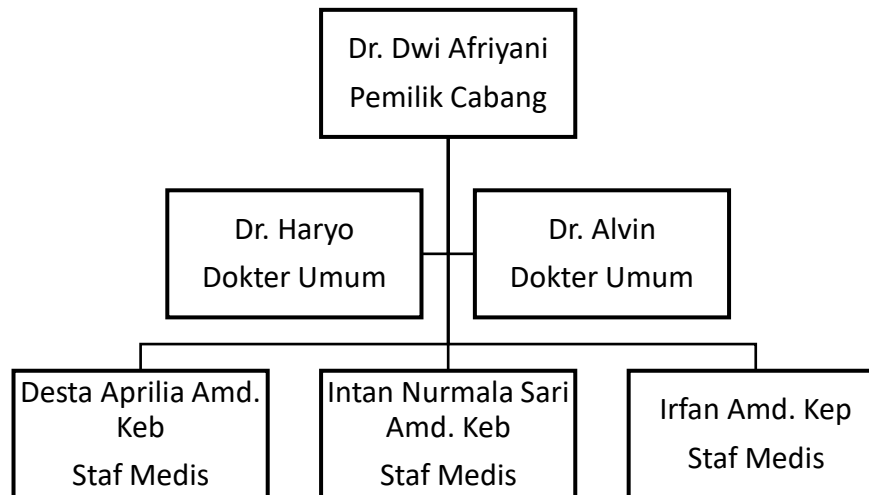 Dr. Dwi Afriyani
Pemilik Cabang
Dr. Haryo
Dokter Umum
Dr. Alvin
Dokter Umum
Desta Aprilia Amd.
Keb
Staf Medis
Intan Nurmala Sari
Amd. Keb
Staf Medis
Irfan Amd. Kep
Staf Medis